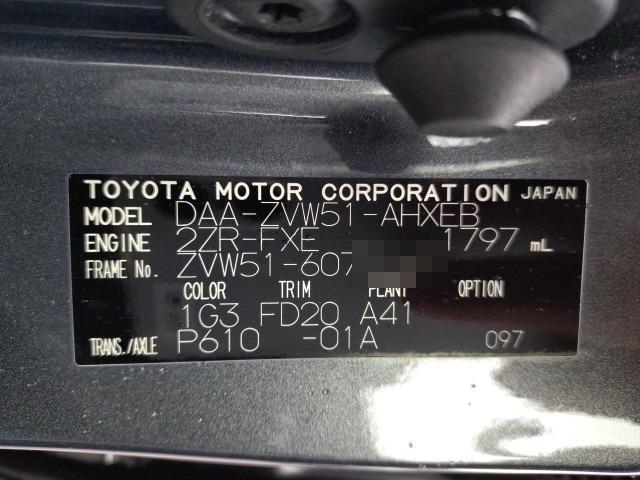 TOYOTA MOTOR CORPORATION JAPAN
MODEL DAA-ZVW51-AHXEB
ENGINE 2ZR-FXE 1797 mL
FRAME No. ZVW51-607
COLOR TRIM PLANT OPTION
1G3 FD20 A41
TRANS./AXLE P610 -01A 097